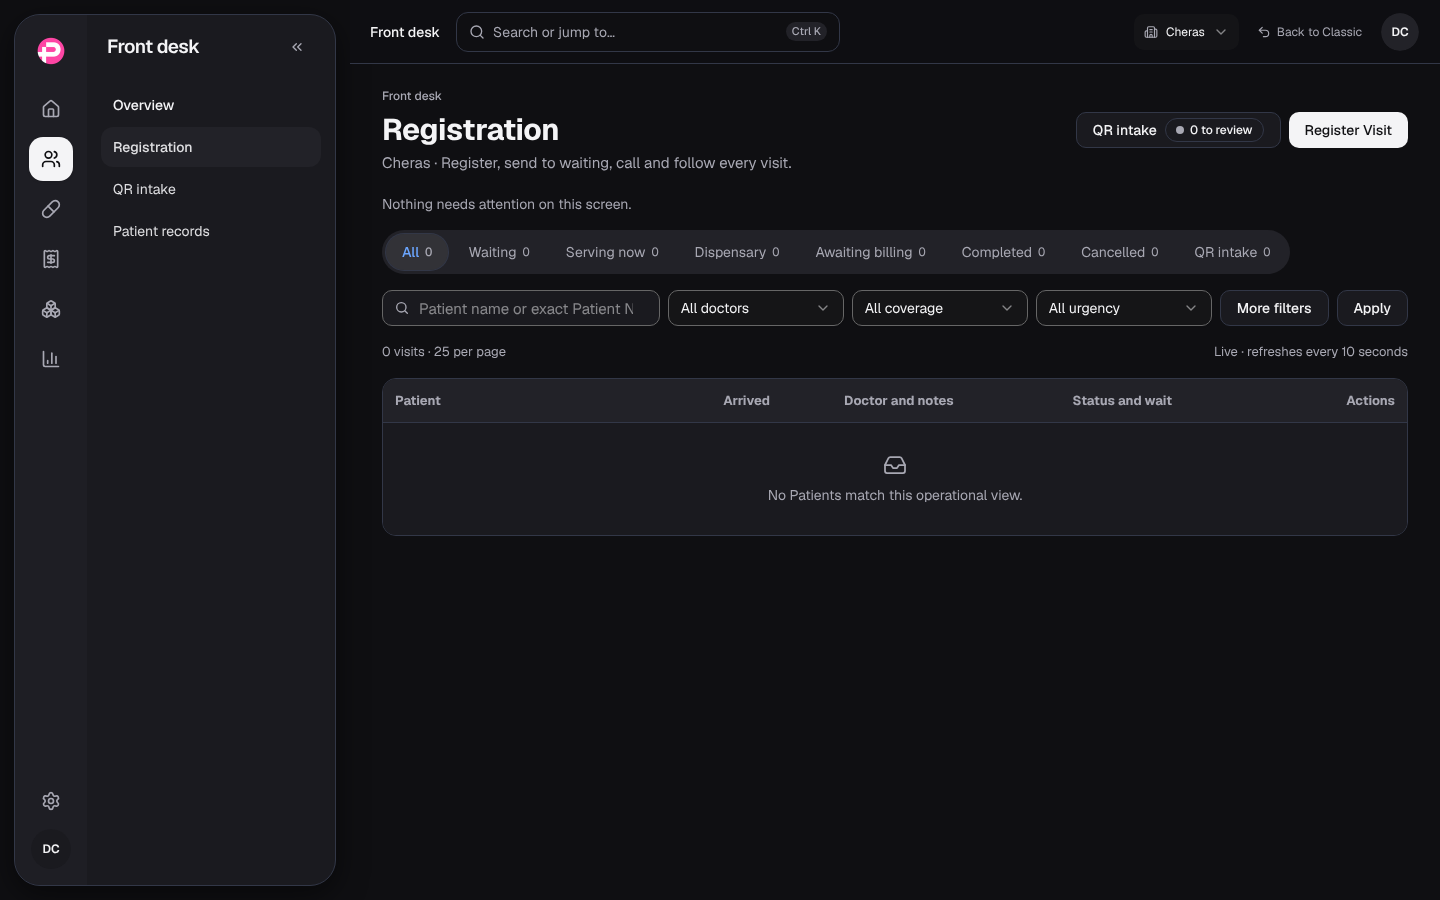 Front desk
Overview
Registration
QR intake
Patient records
DC
Front desk
Search or jump to...
Ctrl K
Cheras
Back to Classic
DC
Front desk
Registration
Cheras · Register, send to waiting, call and follow every visit.
QR intake
0 to review
Register Visit
Nothing needs attention on this screen.
All 0
Waiting 0
Serving now 0
Dispensary 0
Awaiting billing 0
Completed 0
Cancelled 0
QR intake 0
Patient name or exact Patient N
All doctors
All coverage
All urgency
More filters
Apply
0 visits · 25 per page
Live · refreshes every 10 seconds
Patient
Arrived
Doctor and notes
Status and wait
Actions
No Patients match this operational view.